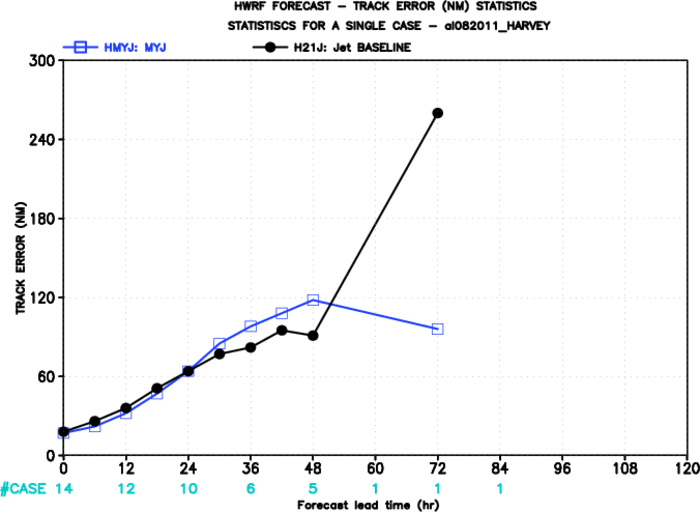 HWRF FORECAST – TRACK ERROR (NM) STATISTICS
STATISTISCS FOR A SINGLE CASE – al082011_HARVEY
HMYJ: MYJ H21J: Jet BASELINE
300
240
180
120
60
0
TRACK ERROR (NM)
0 12 24 36 48 60 72 84 96 108 120
#CASE 14 12 10 6 5 1 1 1
Forecast lead time (hr)